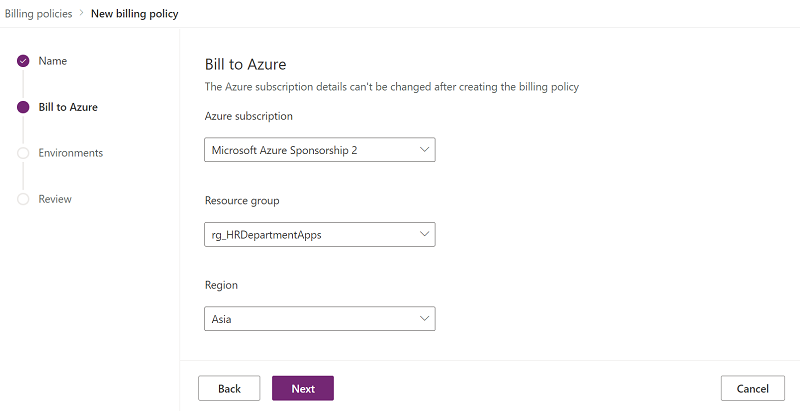 Billing policies > New billing policy
Name
Bill to Azure
Environments
Review
Bill to Azure
The Azure subscription details can't be changed after creating the billing policy
Azure subscription
Microsoft Azure Sponsorship 2
Resource group
rg_HRDepartmentApps
Region
Asia
Back
Next
Cancel